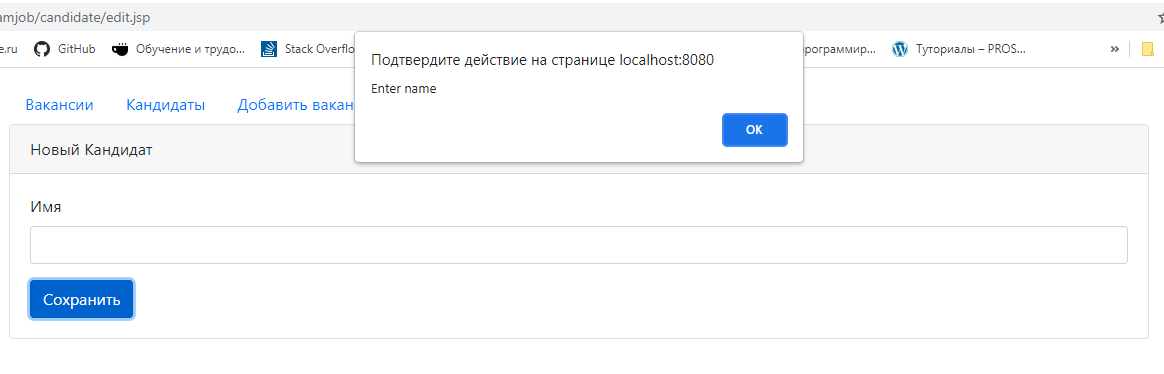 amjob/candidate/edit.jsp
e.ru GitHub Обучение и трудо... Stack Overflo рограммир... Туториалы – PROS... »
Подтвердите действие на странице localhost:8080
Enter name
OK
Вакансии Кандидаты Добавить вакан
Новый Кандидат
Имя
Сохранить